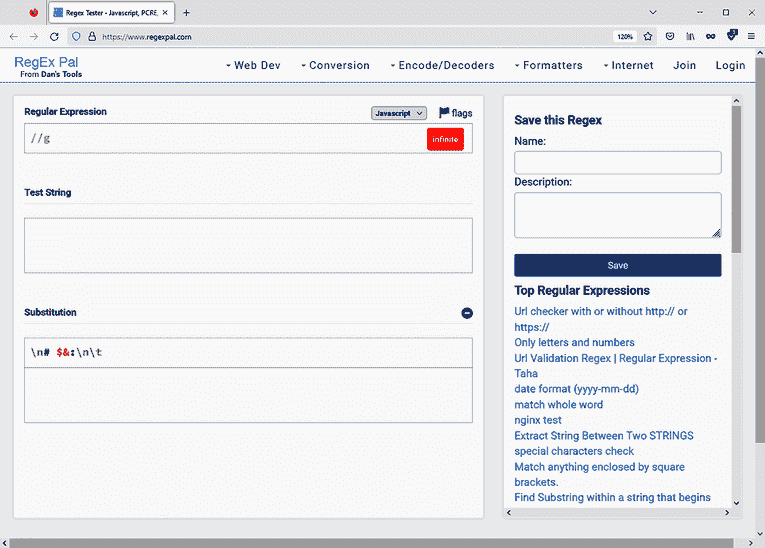 Regex Tester - Javascript, PCRE,
https://www.regexpal.com
120%
RegEx Pal
From Dan's Tools
Web Dev
Conversion
Encode/Decoders
Formatters
Internet
Join
Login
Regular Expression
Javascript
flags
//g
infinite
Test String
Substitution
\n# $&:\n\t
Save this Regex
Name:
Description:
Save
Top Regular Expressions
Url checker with or without http:// or
https://
Only letters and numbers
Url Validation Regex | Regular Expression -
Taha
date format (yyyy-mm-dd)
match whole word
nginx test
Extract String Between Two STRINGS
special characters check
Match anything enclosed by square
brackets.
Find Substring within a string that begins